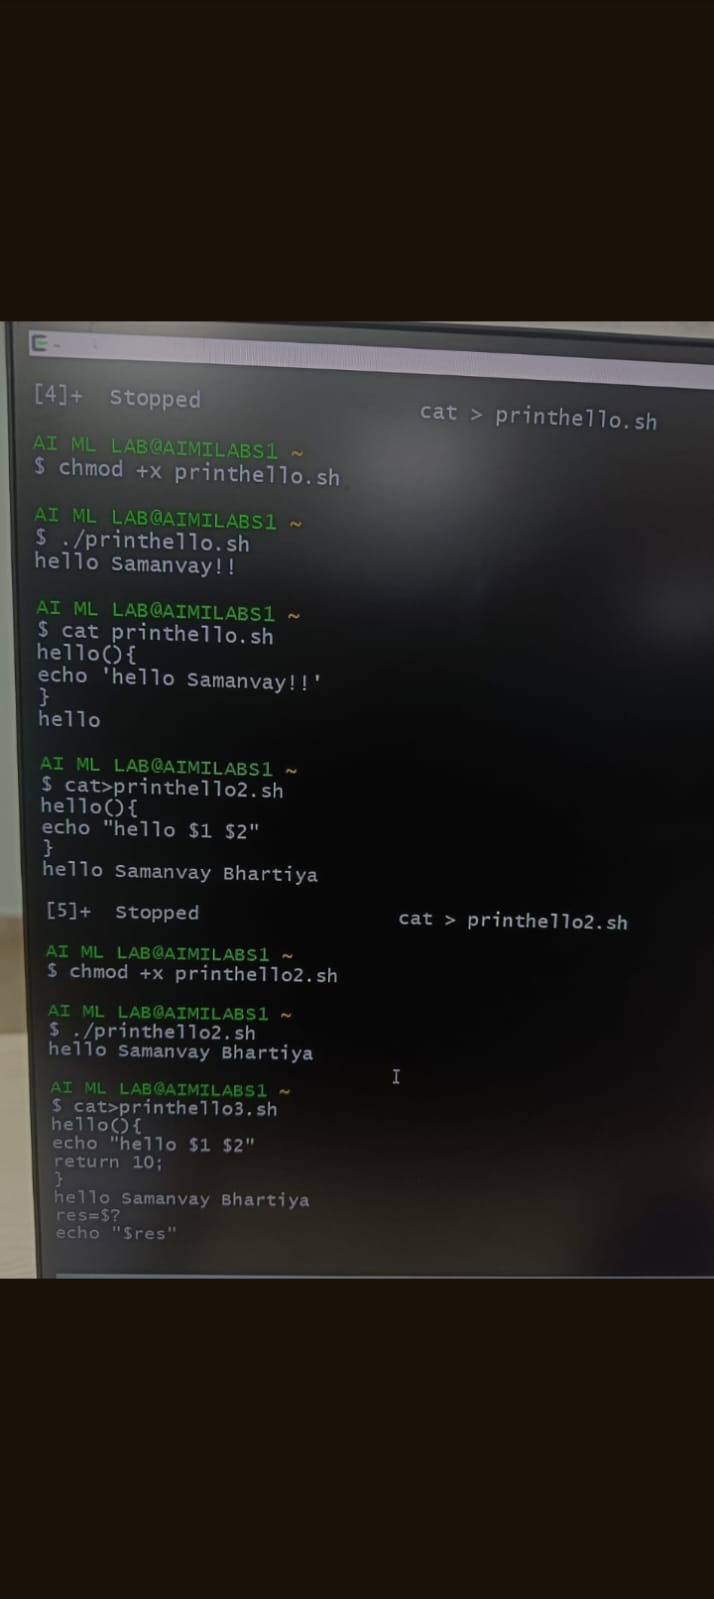 [4]+ Stopped cat > printhello.sh
AI ML LAB@AIMILABS1 ~
$ chmod +x printhello.sh
AI ML LAB@AIMILABS1 ~
$ ./printhello.sh
hello Samanvay!!
AI ML LAB@AIMILABS1 ~
$ cat printhello.sh
hello(){
echo 'hello Samanvay!!'
}
hello
AI ML LAB@AIMILABS1 ~
$ cat>printhello2.sh
hello(){
echo "hello $1 $2"
}
hello Samanvay Bhartiya
[5]+ Stopped cat > printhello2.sh
AI ML LAB@AIMILABS1 ~
$ chmod +x printhello2.sh
AI ML LAB@AIMILABS1 ~
$ ./printhello2.sh
hello Samanvay Bhartiya
AI ML LAB@AIMILABS1 ~
$ cat>printhello3.sh
hello(){
echo "hello $1 $2"
return 10;
}
hello Samanvay Bhartiya
res=$?
echo "$res"